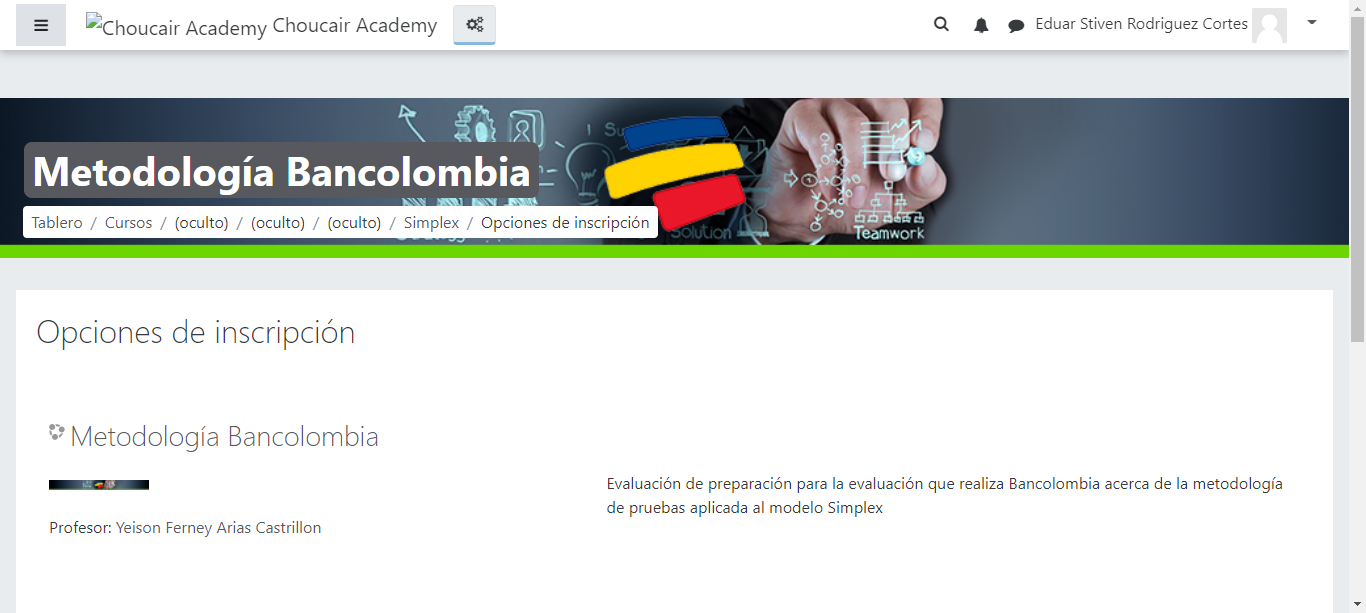 Choucair Academy Choucair Academy
Eduar Stiven Rodriguez Cortes
Metodología Bancolombia
Tablero / Cursos / (oculto) / (oculto) / (oculto) / Simplex / Opciones de inscripción
Solution
Teamwork
Opciones de inscripción
Metodología Bancolombia
Evaluación de preparación para la evaluación que realiza Bancolombia acerca de la metodología
de pruebas aplicada al modelo Simplex
Profesor: Yeison Ferney Arias Castrillon